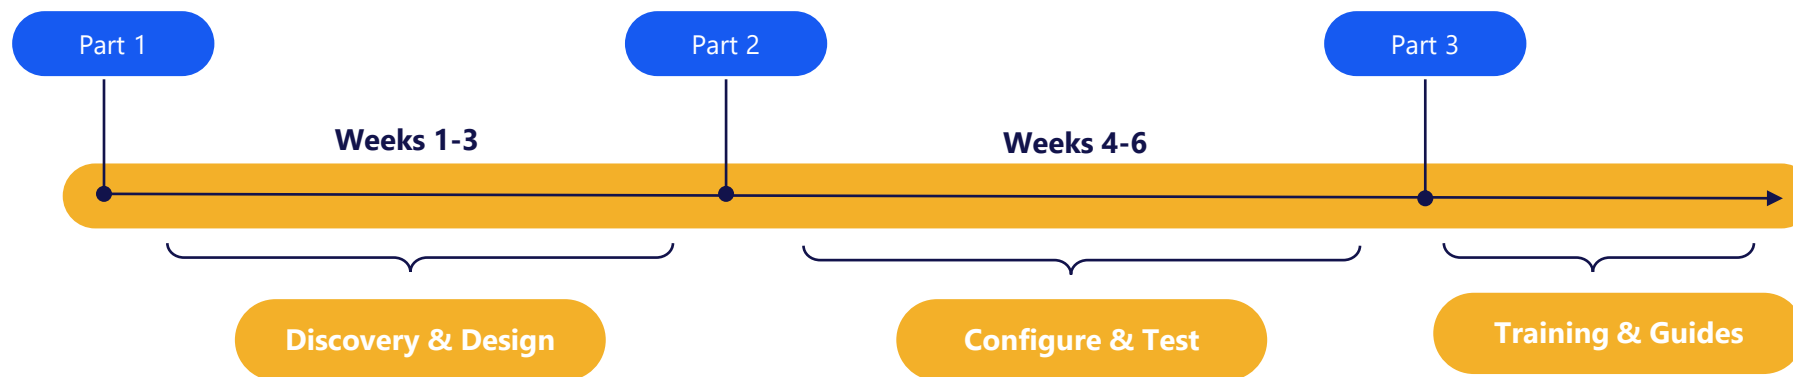 Part 1
Part 2
Part 3
Weeks 1-3
Weeks 4-6
Discovery & Design
Configure & Test
Training & Guides